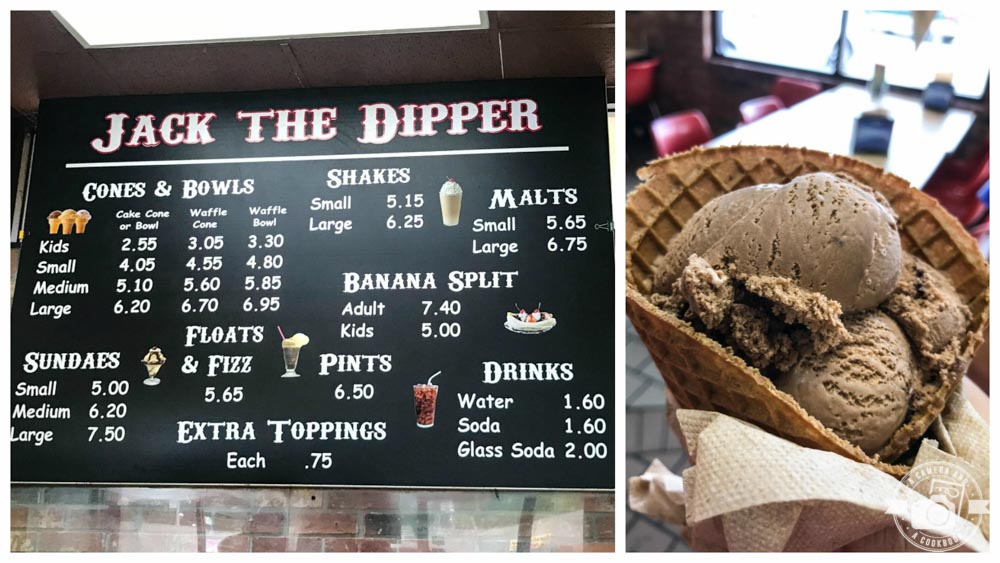 JACK THE DIPPER
CONES & BOWLS
Cake Cone or Bowl Waffle Cone Waffle Bowl
Kids 2.55 3.05 3.30
Small 4.05 4.55 4.80
Medium 5.10 5.60 5.85
Large 6.20 6.70 6.95
SHAKES
Small 5.15
Large 6.25
MALTS
Small 5.65
Large 6.75
BANANA SPLIT
Adult 7.40
Kids 5.00
SUNDAES
Small 5.00
Medium 6.20
Large 7.50
FLOATS
& FIZZ
5.65
PINTS
6.50
DRINKS
Water 1.60
Soda 1.60
Glass Soda 2.00
EXTRA TOPPINGS
Each .75
A CAMERA AND
A COOKBOOK